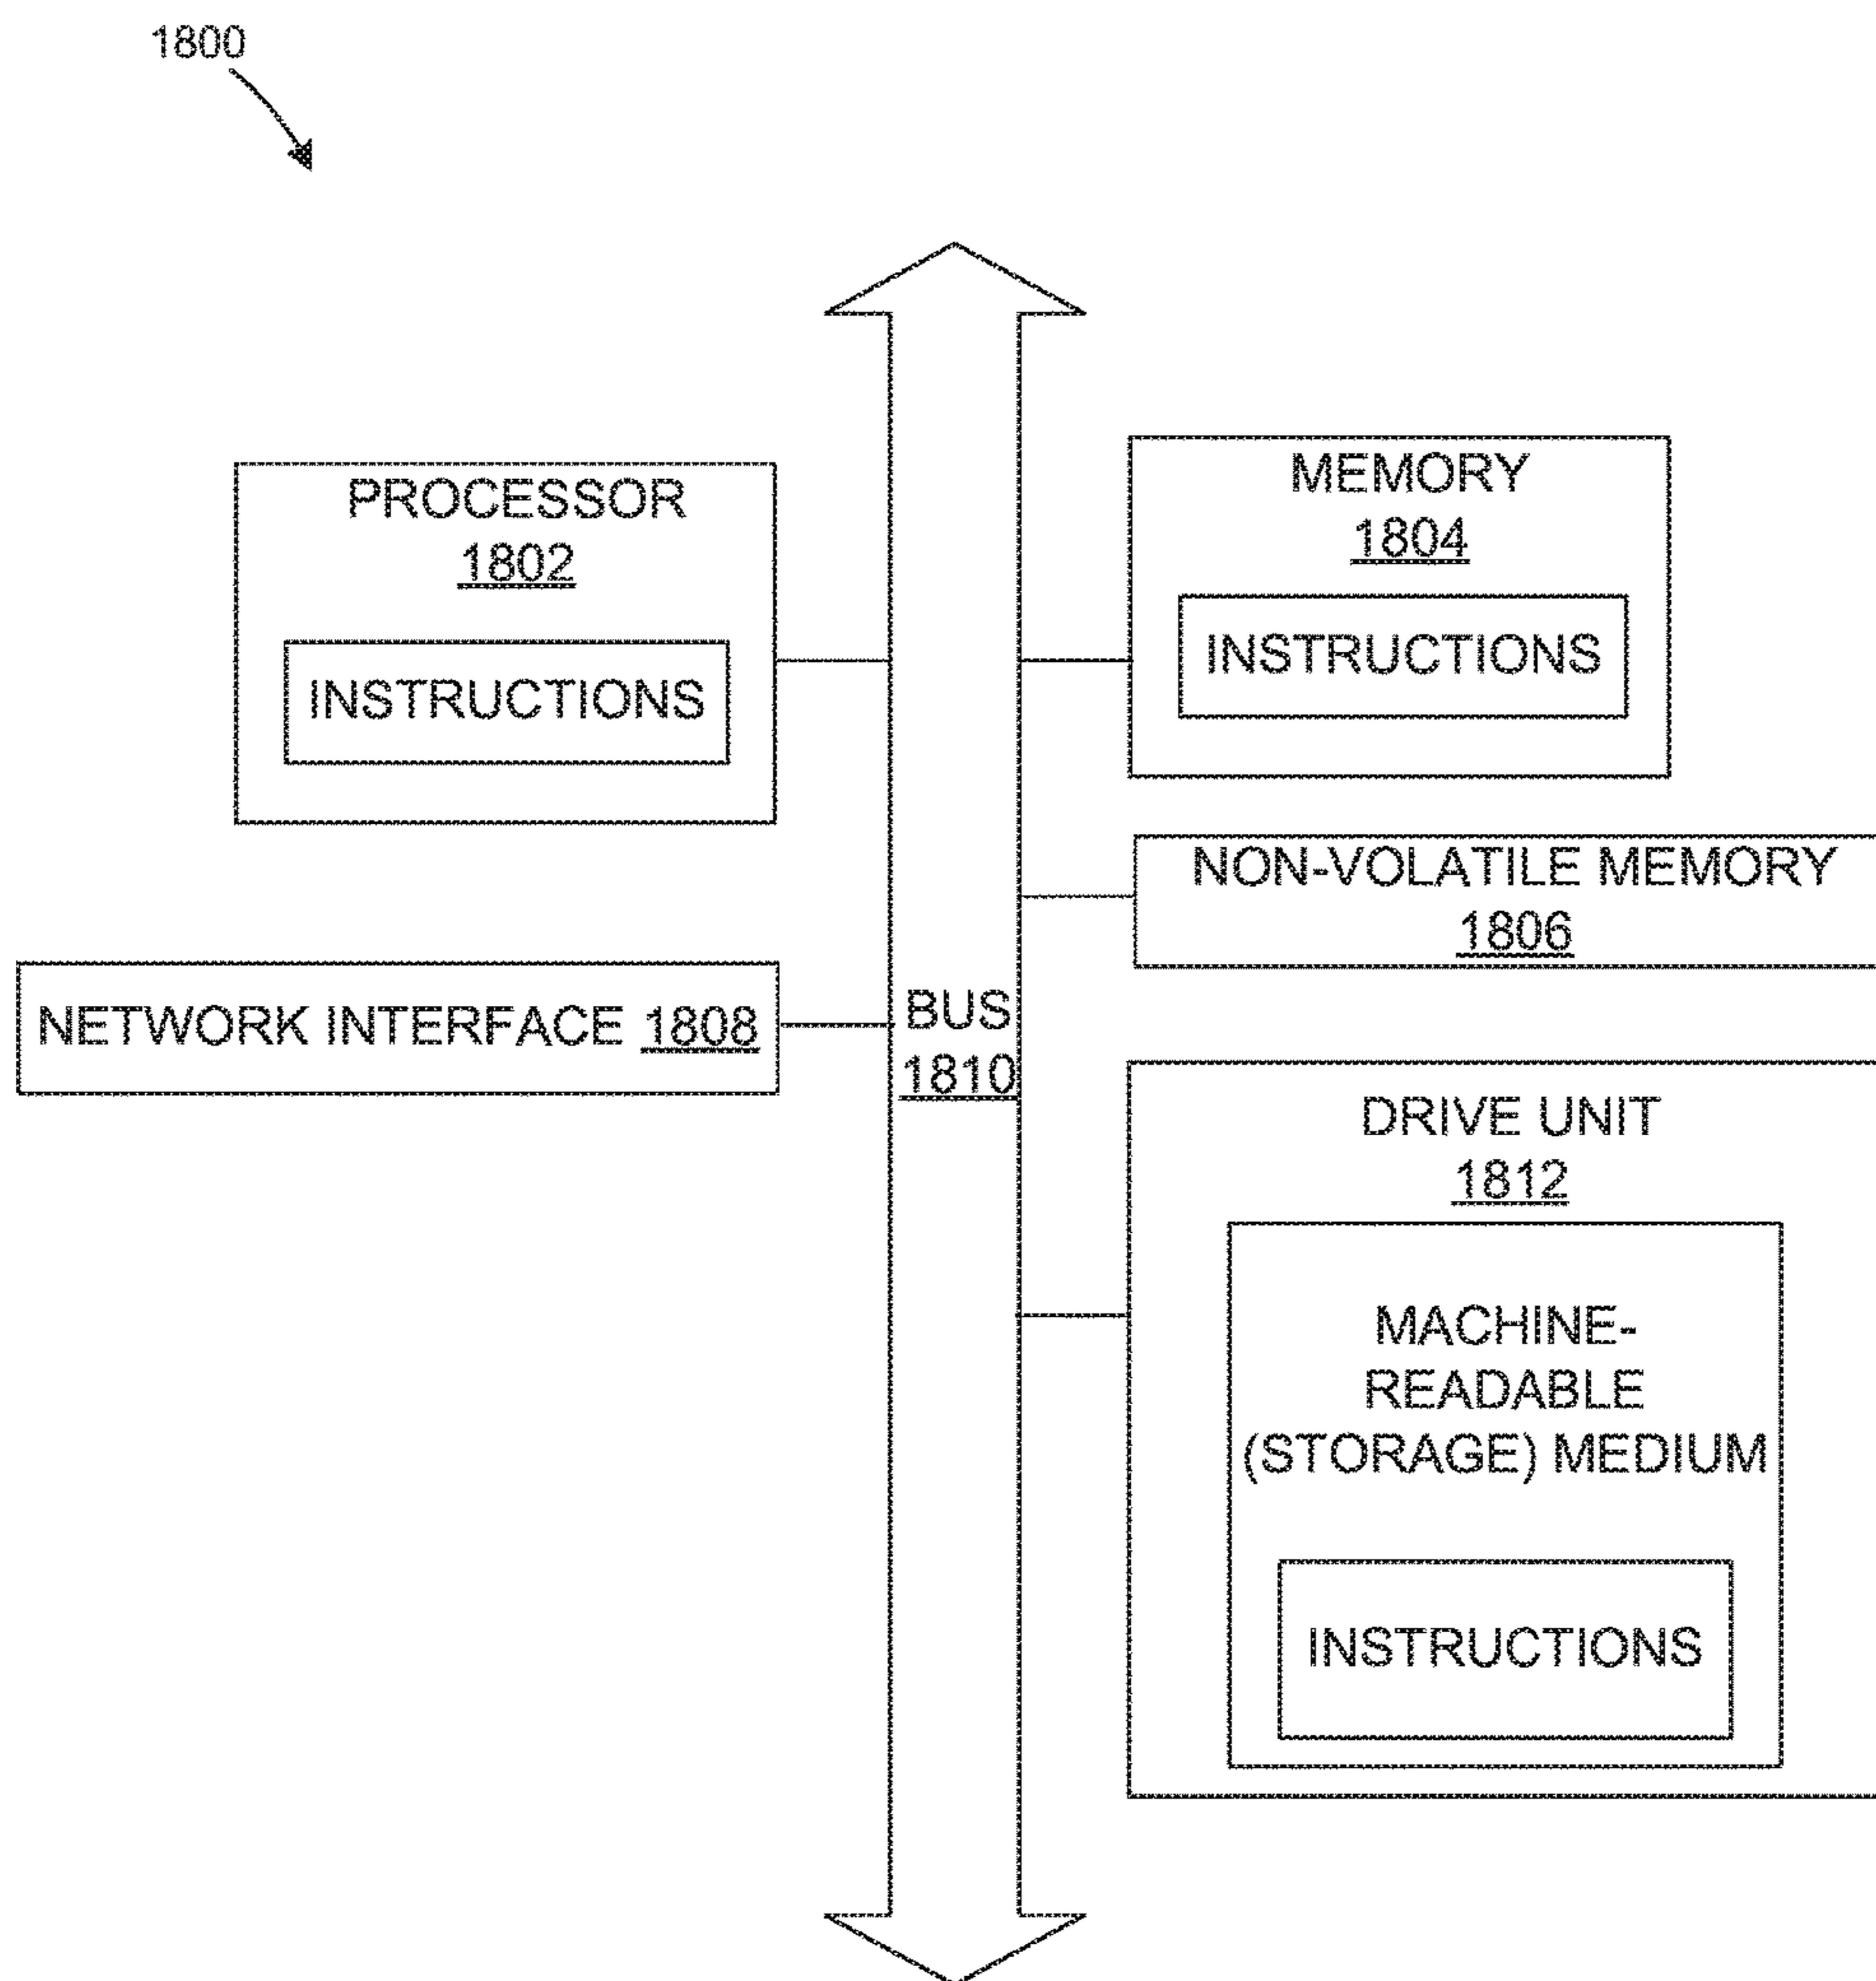 1800
PROCESSOR
1802
INSTRUCTIONS
MEMORY
1804
INSTRUCTIONS
NON-VOLATILE MEMORY
1806
NETWORK INTERFACE 1808
BUS
1810
DRIVE UNIT
1812
MACHINE-
READABLE
(STORAGE) MEDIUM
INSTRUCTIONS